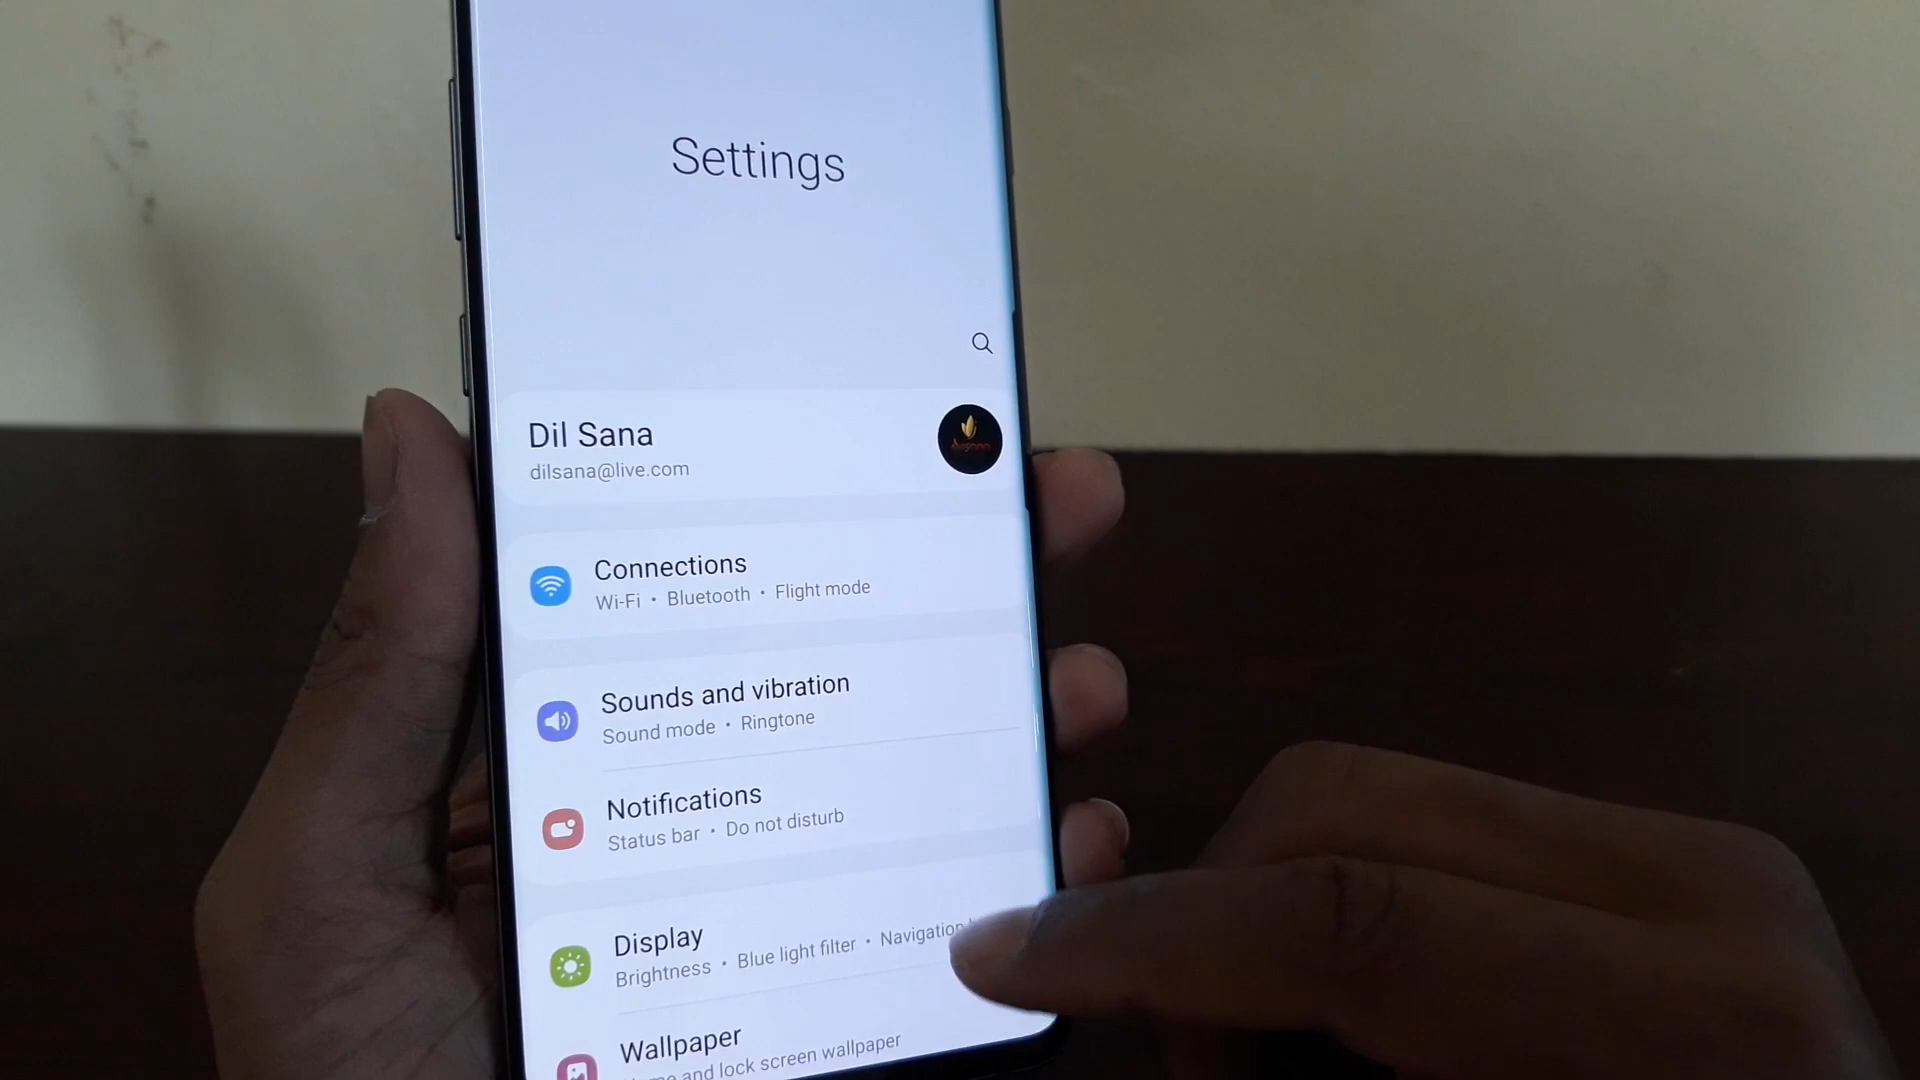 Settings
Dil Sana
dilsana@live.com
Connections
Wi-Fi • Bluetooth • Flight mode
Sounds and vibration
Sound mode • Ringtone
Notifications
Status bar • Do not disturb
Display
Brightness • Blue light filter • Navigation
Wallpaper
and lock screen wallpaper